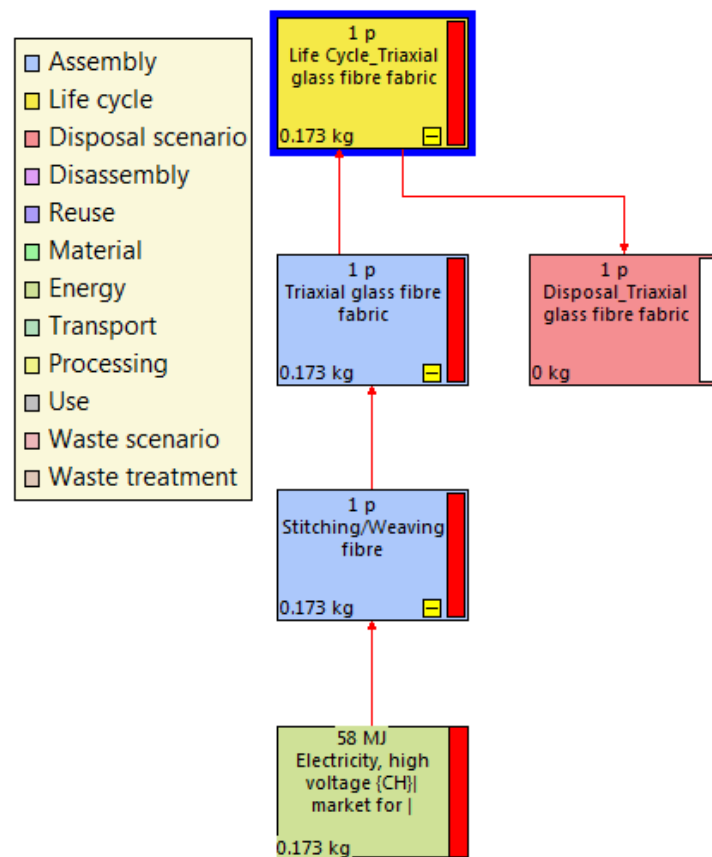 Assembly
Life cycle
Disposal scenario
Disassembly
Reuse
Material
Energy
Transport
Processing
Use
Waste scenario
Waste treatment
1 p
Life Cycle_Triaxial
glass fibre fabric
0.173 kg
1 p
Triaxial glass fibre
fabric
0.173 kg
1 p
Disposal_Triaxial
glass fibre fabric
0 kg
1 p
Stitching/Weaving
fibre
0.173 kg
58 MJ
Electricity, high
voltage {CH}|
market for |
0.173 kg